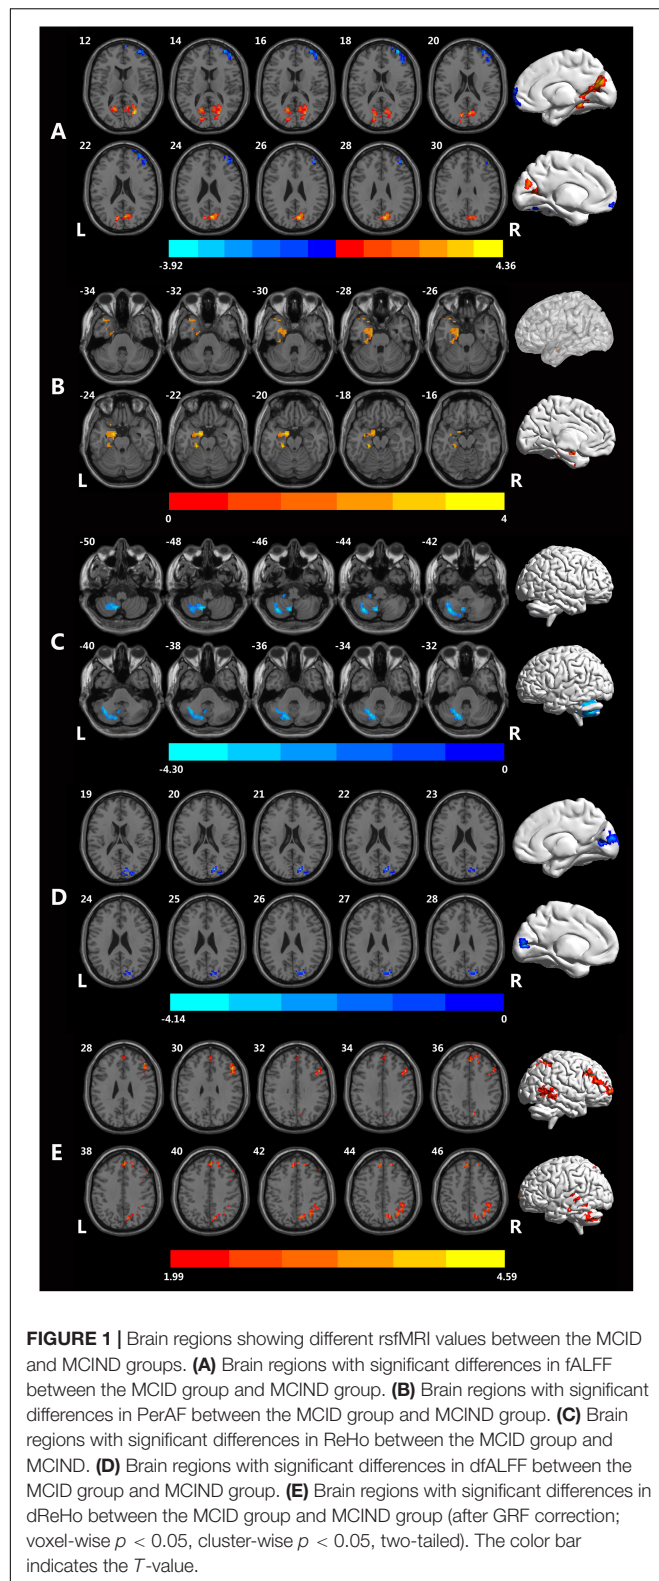 12 14 16 18 20
A
22 24 26 28 30
L R
-3.92 4.36
-34 -32 -30 -28 -26
B
-24 -22 -20 -18 -16
L R
0 4
-50 -48 -46 -44 -42
C
-40 -38 -36 -34 -32
L R
-4.30 0
19 20 21 22 23
D
24 25 26 27 28
L R
-4.14 0
28 30 32 34 36
E
38 40 42 44 46
L R
1.99 4.59
FIGURE 1 | Brain regions showing different rsfMRI values between the MCID
and MCIND groups. (A) Brain regions with significant differences in fALFF
between the MCID group and MCIND group. (B) Brain regions with significant
differences in PerAF between the MCID group and MCIND group. (C) Brain
regions with significant differences in ReHo between the MCID group and
MCIND. (D) Brain regions with significant differences in dfALFF between the
MCID group and MCIND group. (E) Brain regions with significant differences in
dReHo between the MCID group and MCIND group (after GRF correction;
voxel-wise p < 0.05, cluster-wise p < 0.05, two-tailed). The color bar
indicates the T-value.